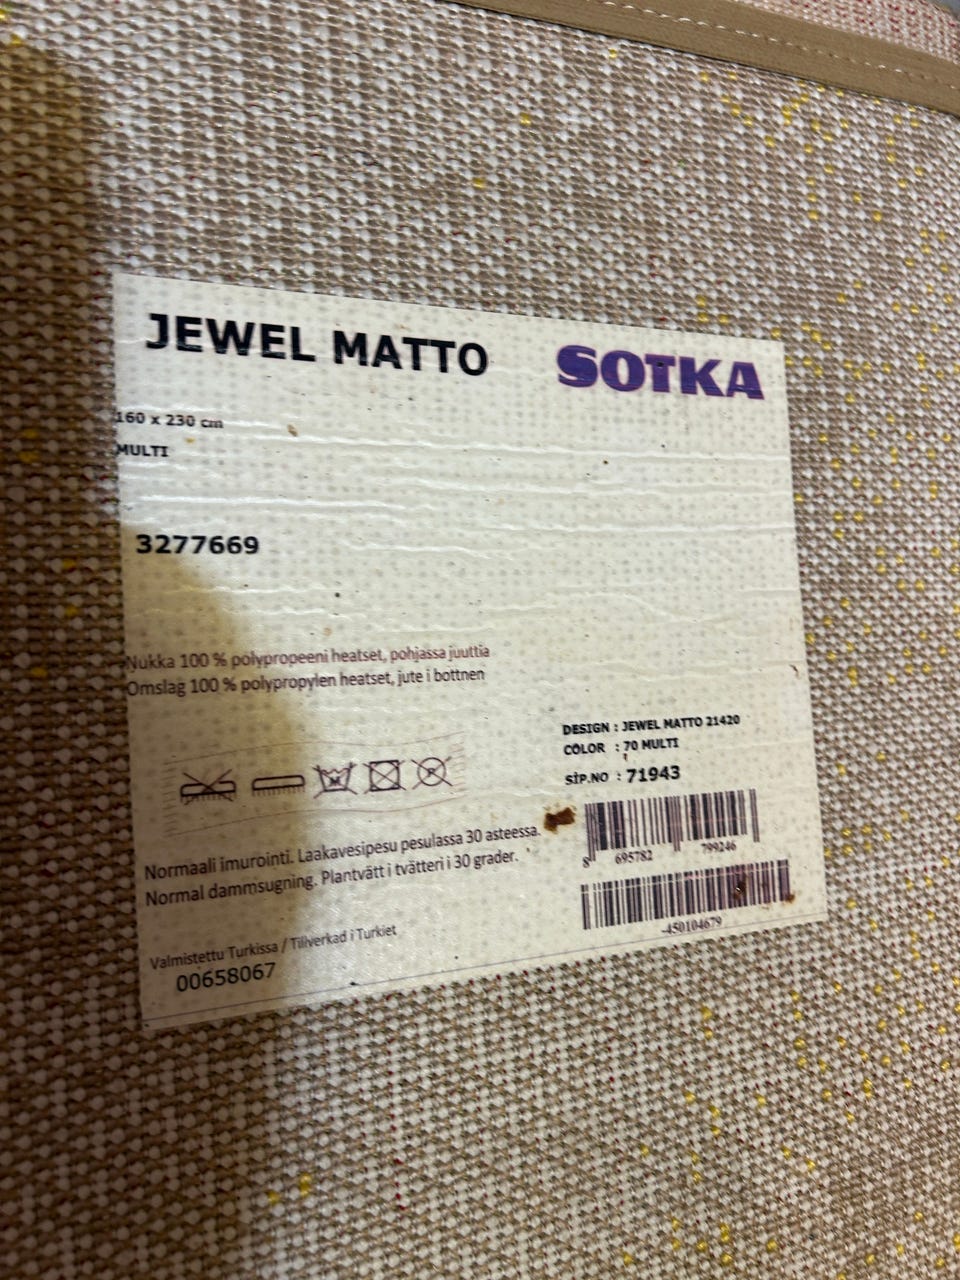 JEWEL MATTO
SOTKA
160 x 230 cm
MULTI
3277669
Nukka 100 % polypropeeni heatset, pohjassa juuttia
Omslag 100 % polypropylen heatset, jute i bottnen
DESIGN : JEWEL MATTO 21420
COLOR : 70 MULTI
SİP.NO : 71943
8 695782 799246
-450104679
Normaali imurointi. Laakavesipesu pesulassa 30 asteessa.
Normal dammsugning. Plantvätt i tvätteri i 30 grader.
Valmistettu Turkissa / Tillverkad i Turkiet
00658067